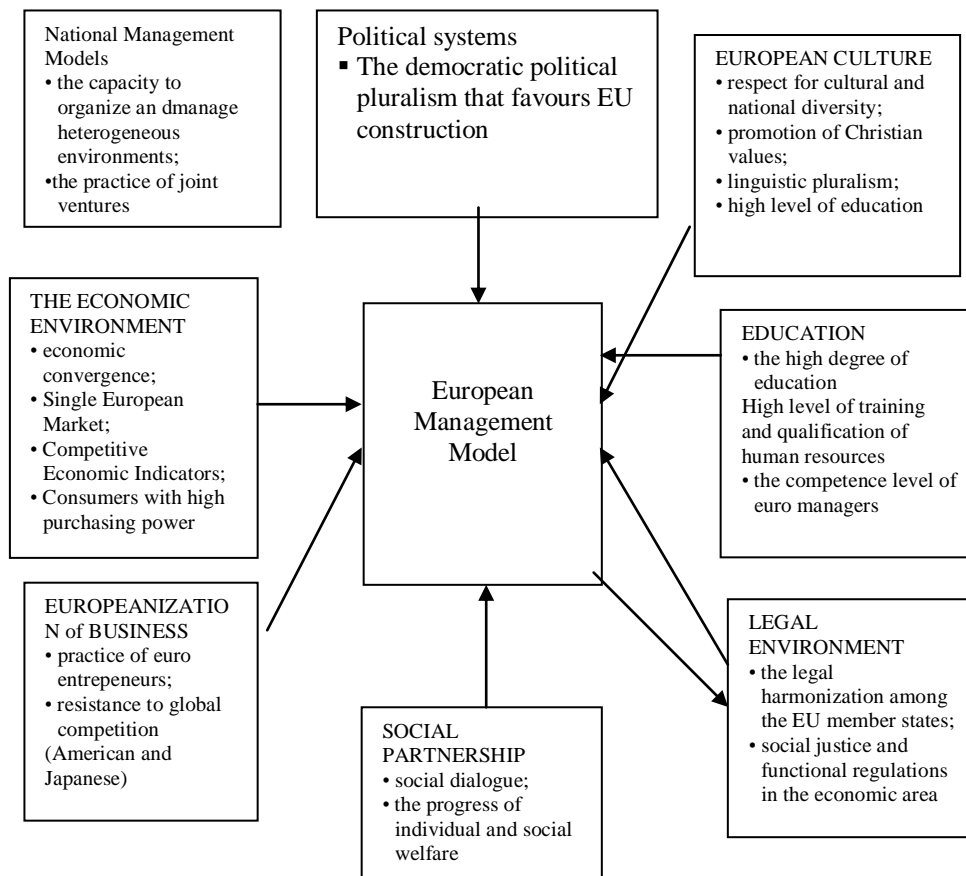 National Management
Models
• the capacity to
organize an dmanage
heterogeneous
environments;
•the practice of joint
ventures
Political systems
▪ The democratic political
pluralism that favours EU
construction
EUROPEAN CULTURE
• respect for cultural and
national diversity;
• promotion of Christian
values;
• linguistic pluralism;
• high level of education
THE ECONOMIC
ENVIRONMENT
• economic
convergence;
• Single European
Market;
• Competitive
Economic Indicators;
• Consumers with high
purchasing power
European
Management
Model
EDUCATION
• the high degree of
education
High level of training
and qualification of
human resources
• the competence level of
euro managers
EUROPEANIZATIO
N of BUSINESS
• practice of euro
entrepeneurs;
• resistance to global
competition
(American and
Japanese)
SOCIAL
PARTNERSHIP
• social dialogue;
• the progress of
individual and social
welfare
LEGAL
ENVIRONMENT
• the legal
harmonization among
the EU member states;
• social justice and
functional regulations
in the economic area